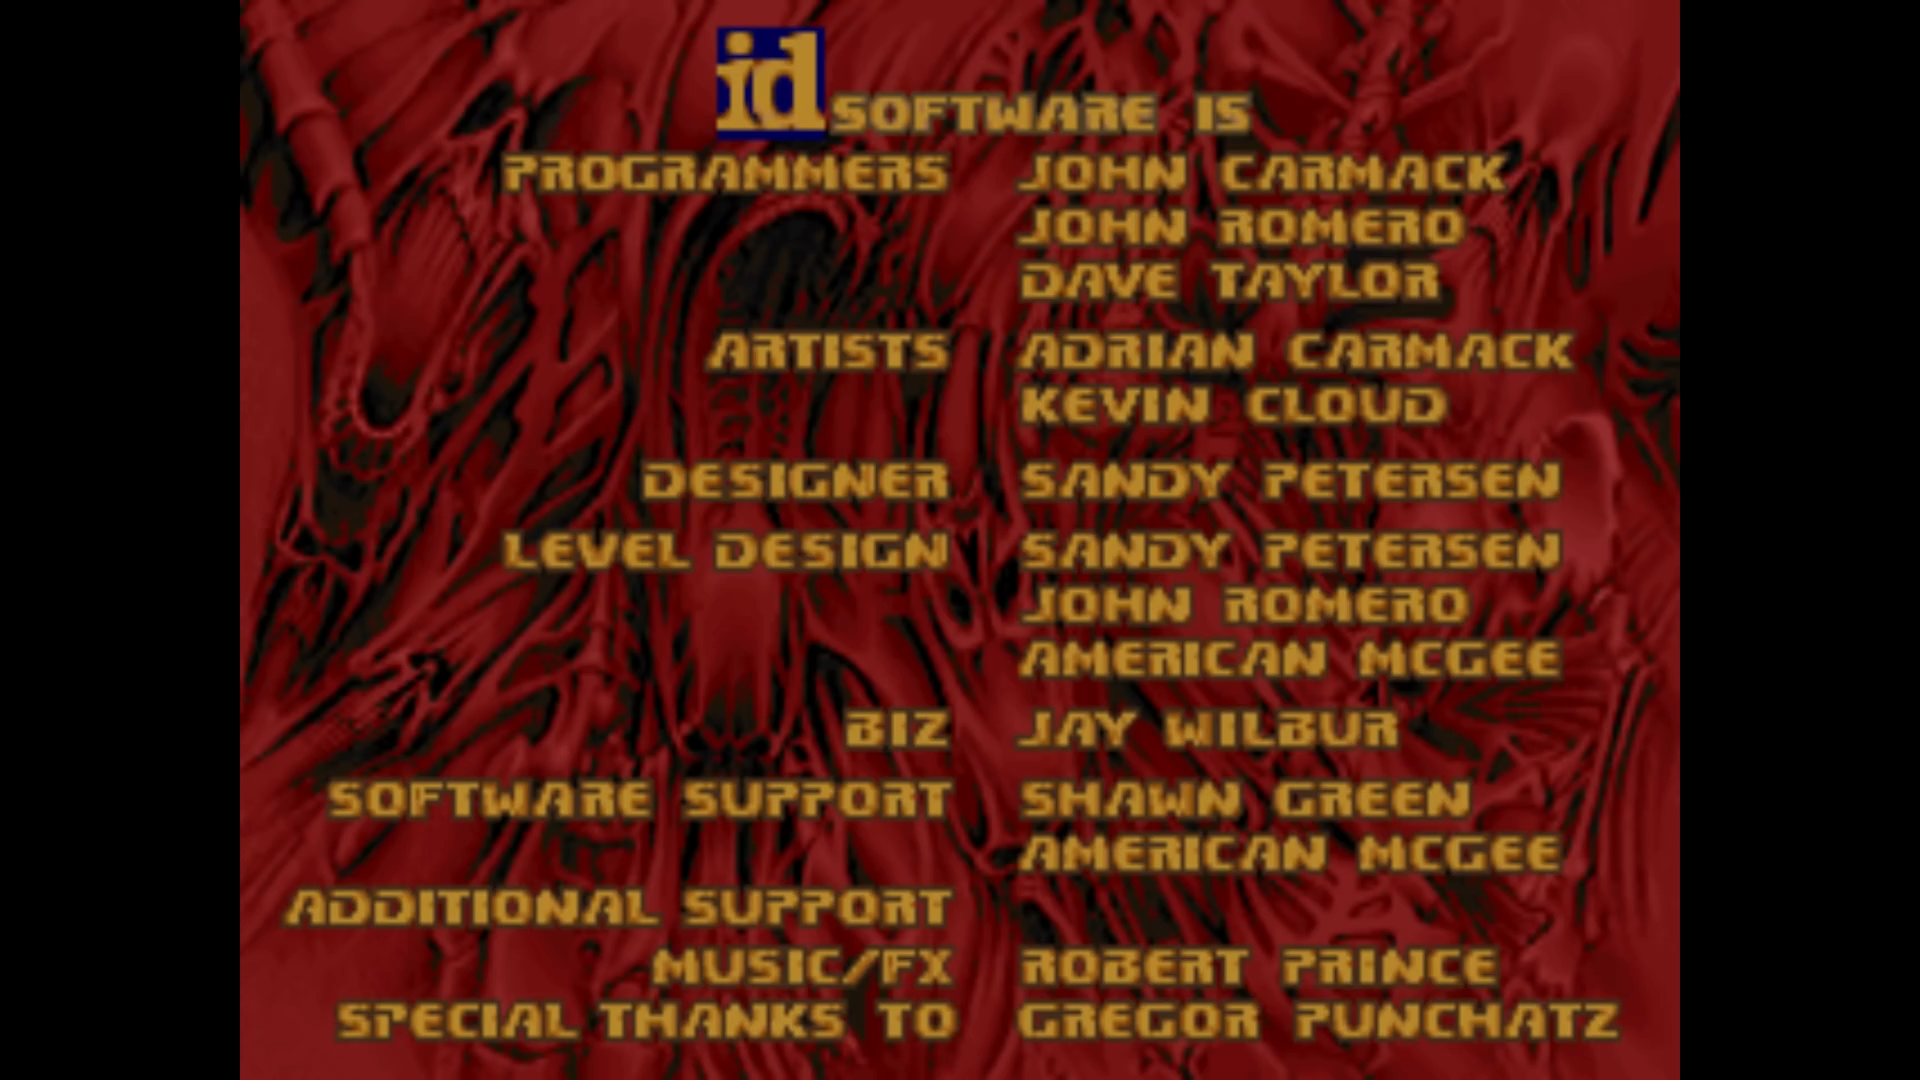 id SOFTWARE IS
PROGRAMMERS JOHN CARMACK
JOHN ROMERO
DAVE TAYLOR
ARTISTS ADRIAN CARMACK
KEVIN CLOUD
DESIGNER SANDY PETERSEN
LEVEL DESIGN SANDY PETERSEN
JOHN ROMERO
AMERICAN MCGEE
BIZ JAY WILBUR
SOFTWARE SUPPORT SHAWN GREEN
AMERICAN MCGEE
ADDITIONAL SUPPORT
MUSIC/FX ROBERT PRINCE
SPECIAL THANKS TO GREGOR PUNCHATZ